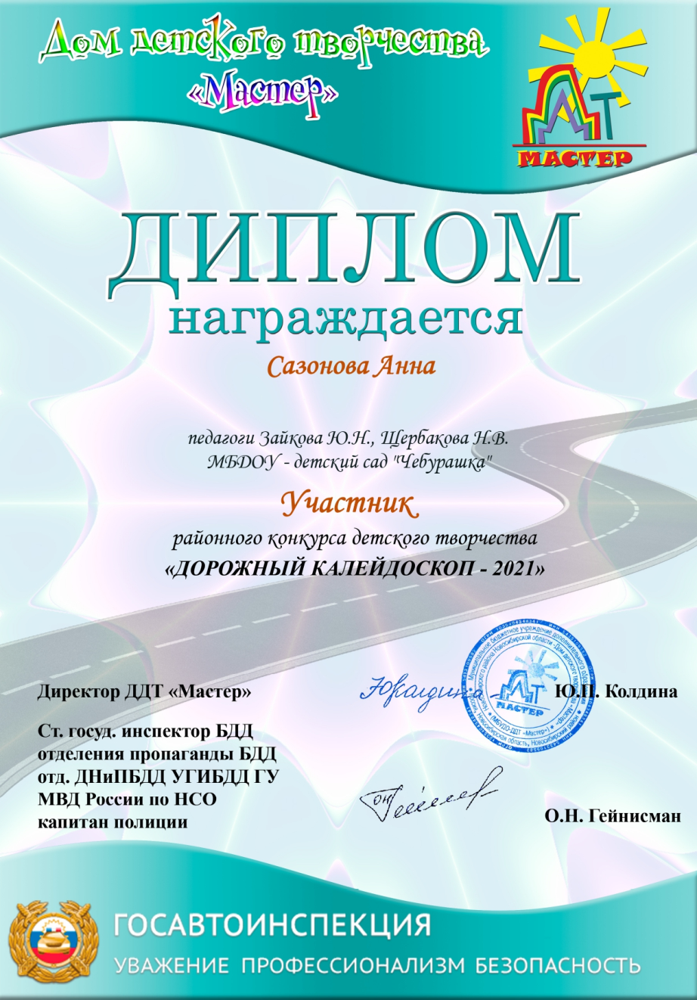 Дом детского творчества
«Мастер»
ДДТ
МАСТЕР
ДИПЛОМ
награждается
Сазонова Анна
педагоги Зайкова Ю.Н., Щербакова Н.В.
МБДОУ - детский сад "Чебурашка"
Участник
районного конкурса детского творчества
«ДОРОЖНЫЙ КАЛЕЙДОСКОП - 2021»
Директор ДДТ «Мастер»
Ю.П. Колдина
МАСТЕР
Ст. госуд. инспектор БДД
отделения пропаганды БДД
отд. ДНиПБДД УГИБДД ГУ
МВД России по НСО
капитан полиции
О.Н. Гейнисман
ГОСАВТОИНСПЕКЦИЯ
УВАЖЕНИЕ ПРОФЕССИОНАЛИЗМ БЕЗОПАСНОСТЬ